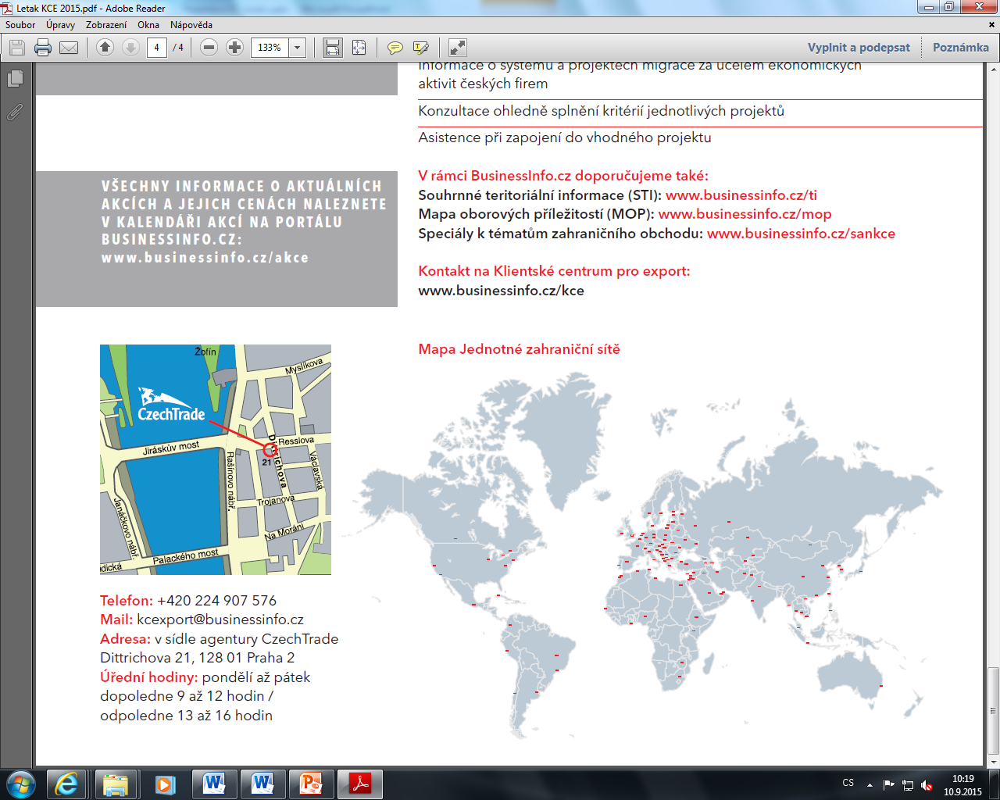 Letak KCE 2015.pdf - Adobe Reader
Soubor Úpravy Zobrazení Okna Nápověda
4 / 4 133% Vyplnit a podepsat Poznámka
Informace o systému a projektech migrace za účelem ekonomických
aktivit českých firem
Konzultace ohledně splnění kritérií jednotlivých projektů
Asistence při zapojení do vhodného projektu
VŠECHNY INFORMACE O AKTUÁLNÍCH
AKCÍCH A JEJICH CENÁCH NALEZNETE
V KALENDÁŘI AKCÍ NA PORTÁLU
BUSINESSINFO.CZ:
www.businessinfo.cz/akce
V rámci BusinessInfo.cz doporučujeme také:
Souhrnné teritoriální informace (STI): www.businessinfo.cz/ti
Mapa oborových příležitostí (MOP): www.businessinfo.cz/mop
Speciály k tématům zahraničního obchodu: www.businessinfo.cz/sankce
Kontakt na Klientské centrum pro export:
www.businessinfo.cz/kce
Mapa Jednotné zahraniční sítě
Žofín
Myslíkova
CzechTrade
Resslova
Jiráskův most
Dittrichova
21
Rašínovo nábř.
Václavská
Trojanova
Janáčkovo nábř.
Na Moráni
Palackého most
dická
Telefon: +420 224 907 576
Mail: kcexport@businessinfo.cz
Adresa: v sídle agentury CzechTrade
Dittrichova 21, 128 01 Praha 2
Úřední hodiny: pondělí až pátek
dopoledne 9 až 12 hodin /
odpoledne 13 až 16 hodin
CS
10:19
10.9.2015